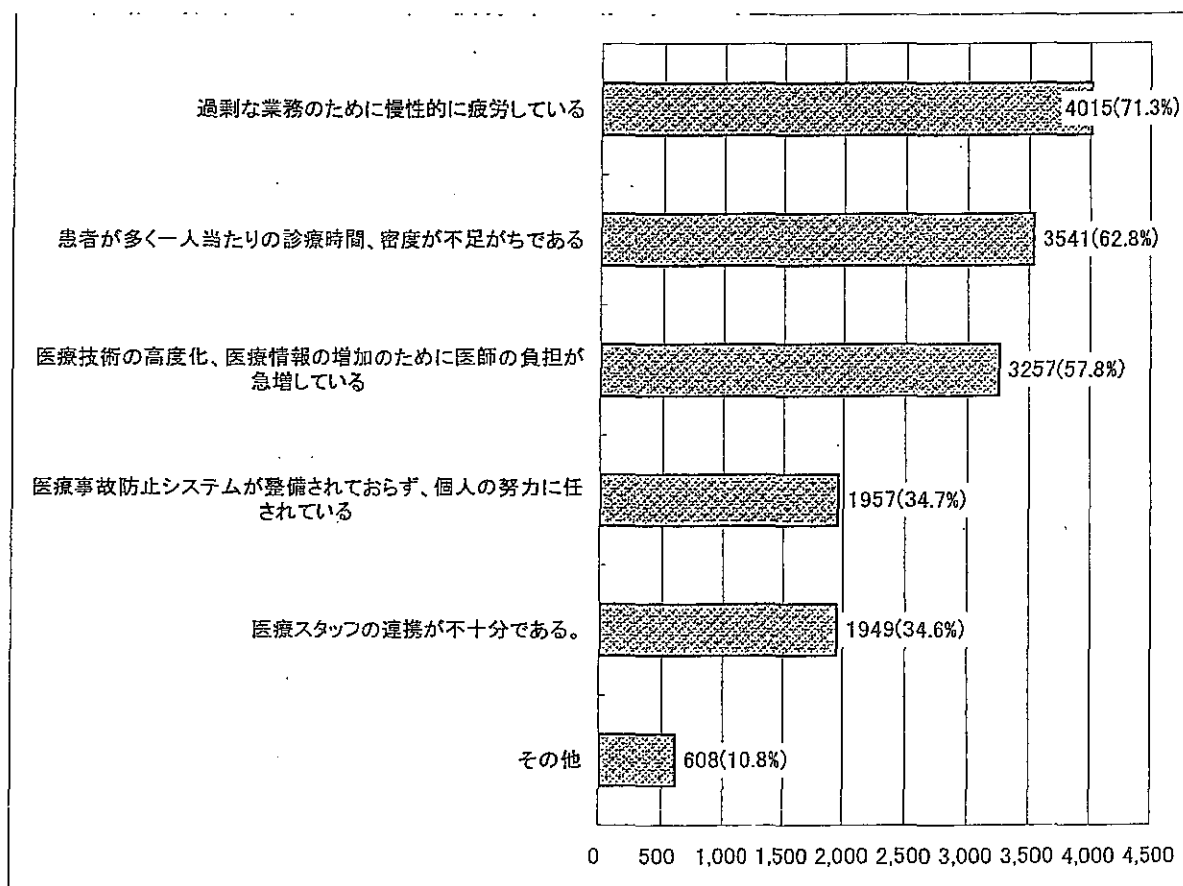 過剰な業務のために慢性的に疲労している
4015(71.3%)
患者が多く一人当たりの診療時間、密度が不足がちである
3541(62.8%)
医療技術の高度化、医療情報の増加のために医師の負担が
急増している
3257(57.8%)
医療事故防止システムが整備されておらず、個人の努力に任
されている
1957(34.7%)
医療スタッフの連携が不十分である。
1949(34.6%)
その他
608(10.8%)
0 500 1,000 1,500 2,000 2,500 3,000 3,500 4,000 4,500